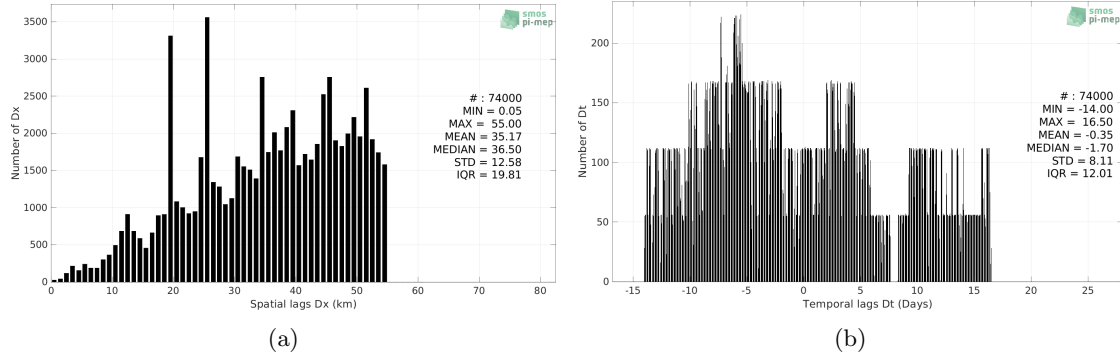 smos
pi-mep
3500
3000
2500
2000
1500
1000
500
0
Number of Dx
# : 74000
MIN = 0.05
MAX = 55.00
MEAN = 35.17
MEDIAN = 36.50
STD = 12.58
IQR = 19.81
0 10 20 30 40 50 60 70 80
Spatial lags Dx (km)
(a)
smos
pi-mep
200
150
100
50
0
Number of Dt
# : 74000
MIN = -14.00
MAX = 16.50
MEAN = -0.35
MEDIAN = -1.70
STD = 8.11
IQR = 12.01
-15 -10 -5 0 5 10 15 20 25
Temporal lags Dt (Days)
(b)